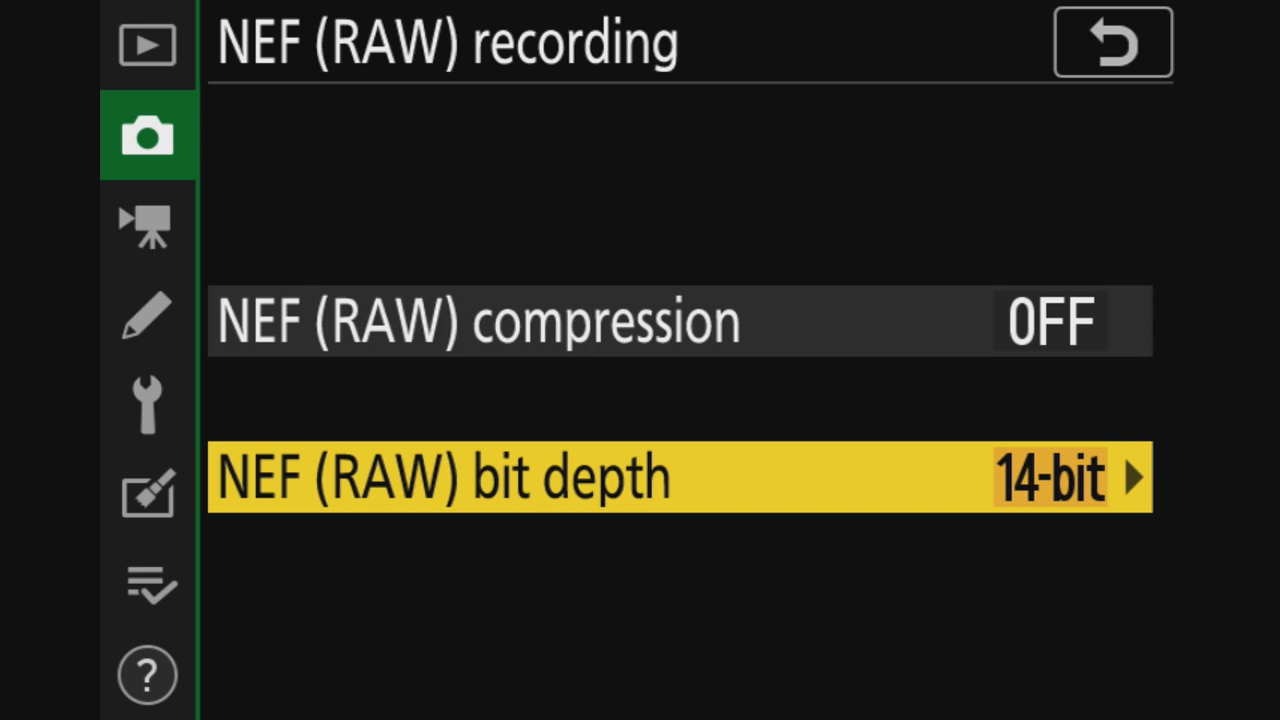 NEF (RAW) recording
NEF (RAW) compression OFF
NEF (RAW) bit depth 14-bit
?